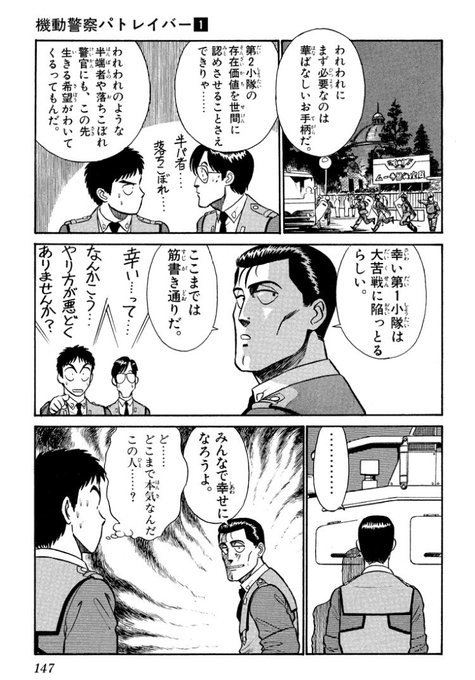 機動警察パトレイバー1
われわれに
まず必要なのは
華ばなしいお手柄だ。
第2小隊の
存在価値を世間に
認めさせることさえ
できりゃ……
われわれのような
半端者や落ちこぼれ
警官にも、この先
生きる希望がわいて
くるってもんだ。
半パ者…
落ちこぼれ…
幸い第1小隊は
大苦戦に陥っとる
らしい。
ここまでは
筋書き通りだ。
幸い…って…
なんかこう…
やり方が悪どく
ありませんか?
…………
みんなで幸せに
なろうよ。
ど……
どこまで本気なんだ
この人……?
147